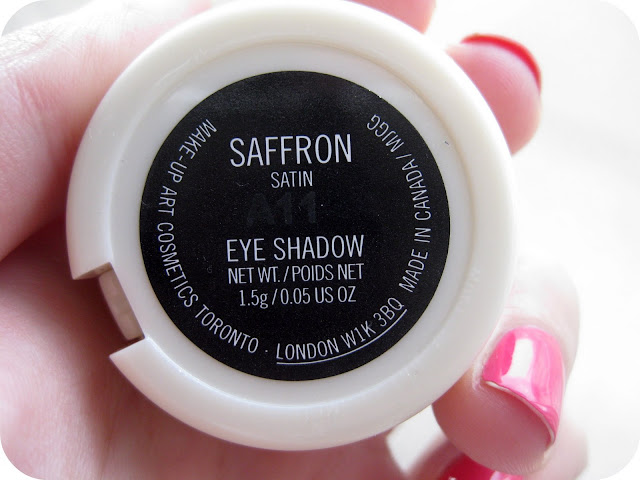 SAFFRON
SATIN
A11
EYE SHADOW
NET WT./POIDS NET
1.5g/0.05 US OZ
MAKE-UP ART COSMETICS TORONTO · LONDON W1K 3BQ MADE IN CANADA/MJGG